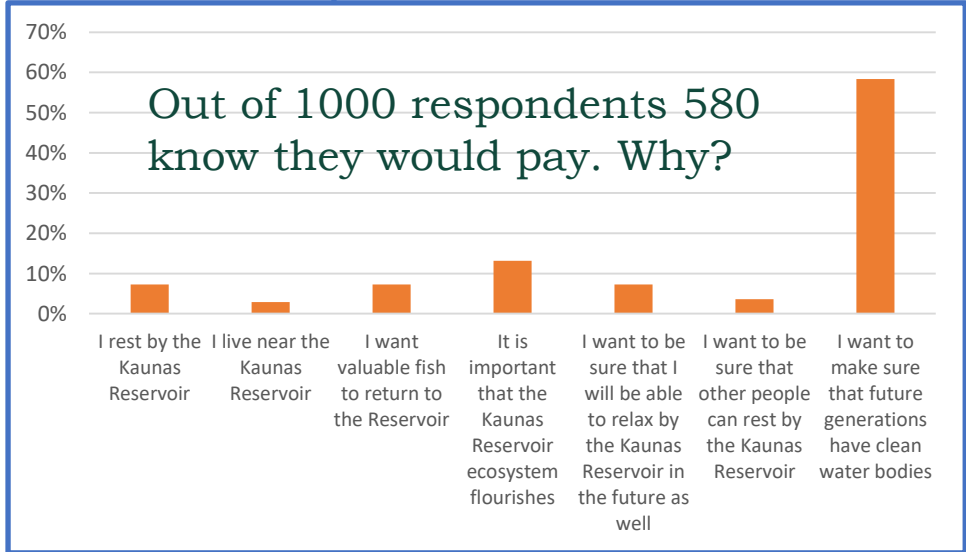 70%
60%
50%
40%
30%
20%
10%
0%
Out of 1000 respondents 580
know they would pay. Why?
I rest by the
Kaunas
Reservoir
I live near the
Kaunas
Reservoir
I want
valuable fish
to return to
the Reservoir
It is
important
that the
Kaunas
Reservoir
ecosystem
flourishes
I want to be
sure that I
will be able
to relax by
the Kaunas
Reservoir in
the future as
well
I want to be
sure that
other people
can rest by
the Kaunas
Reservoir
I want to
make sure
that future
generations
have clean
water bodies